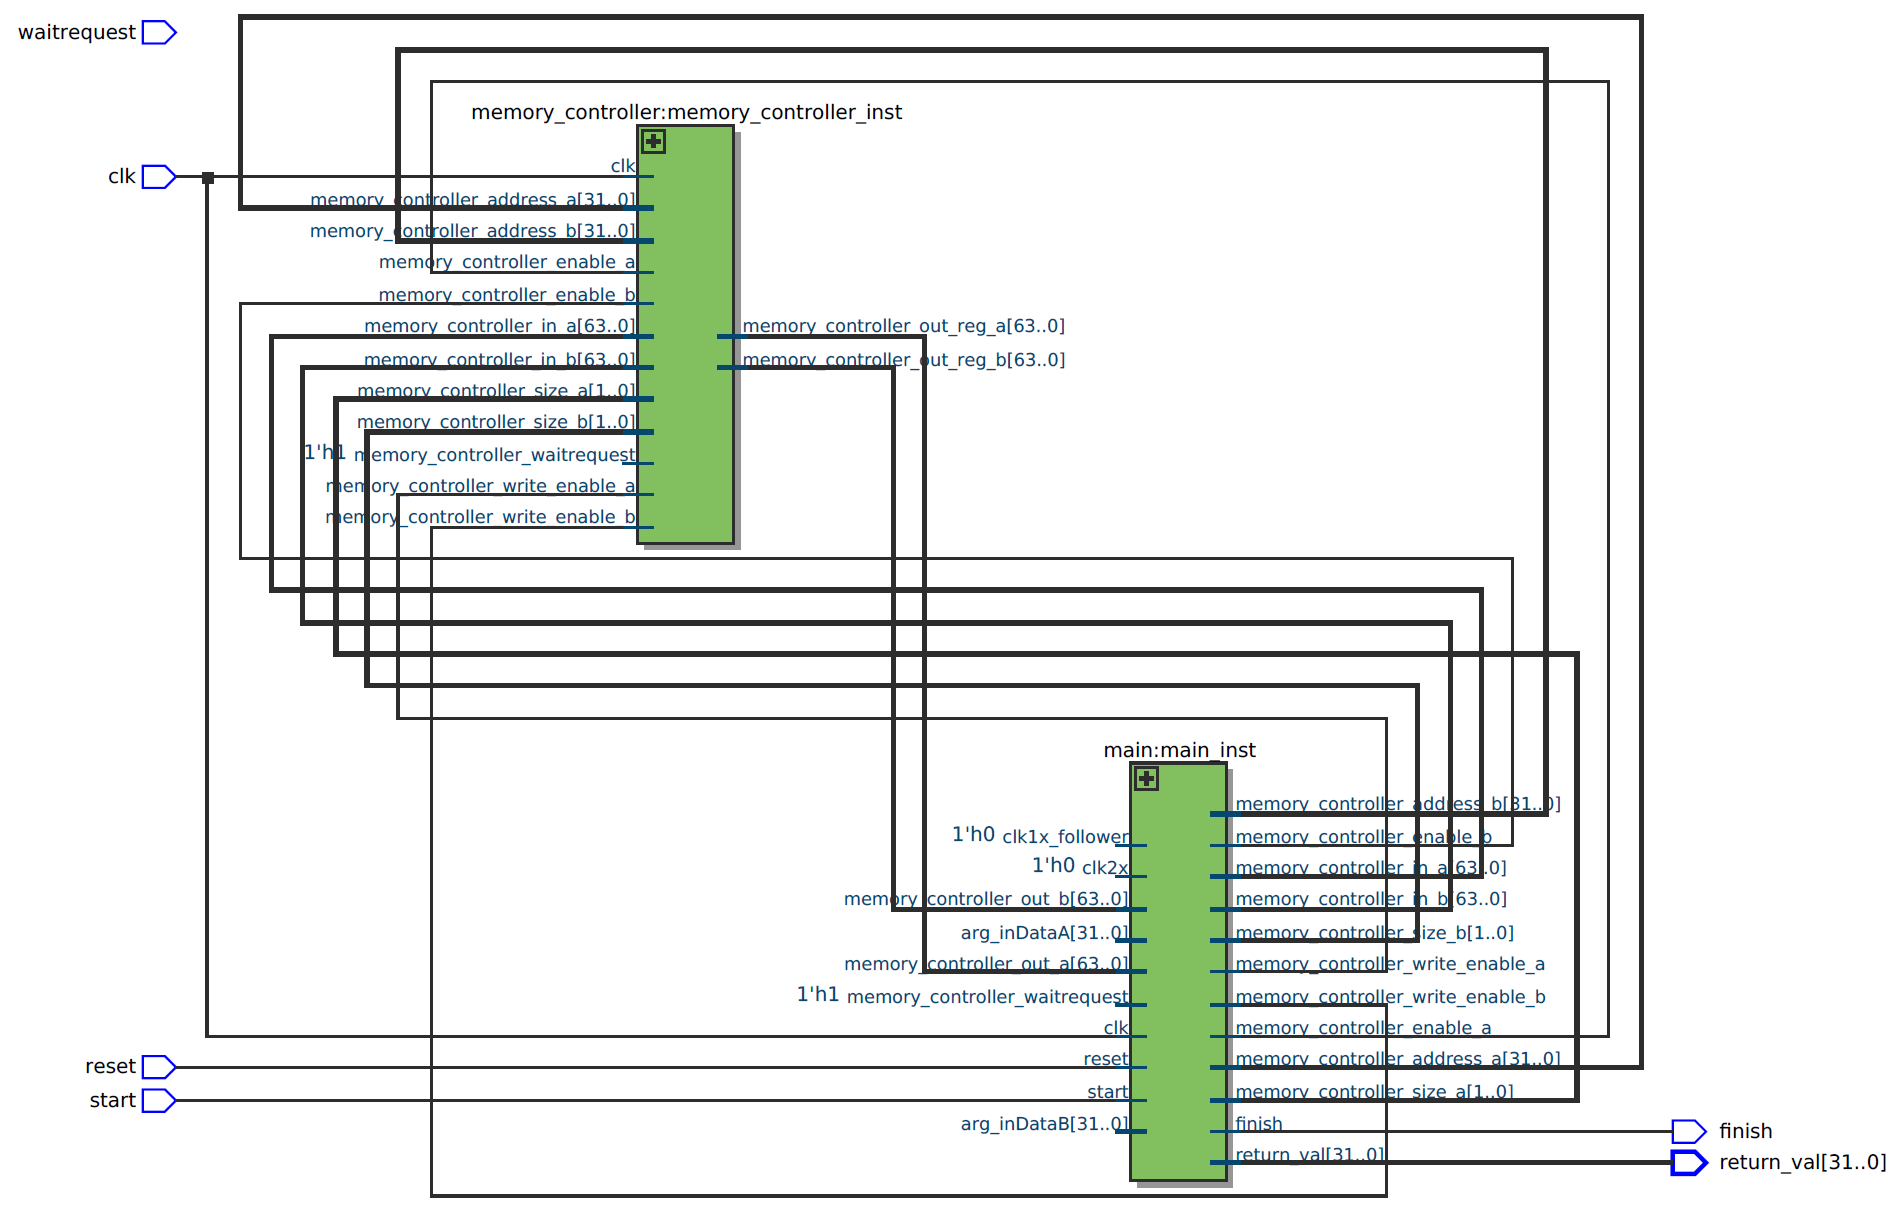 waitrequest
memory_controller:memory_controller_inst
clk
clk
memory_controller_address_a[31..0]
memory_controller_address_b[31..0]
memory_controller_enable_a
memory_controller_enable_b
memory_controller_in_a[63..0]
memory_controller_out_reg_a[63..0]
memory_controller_in_b[63..0]
memory_controller_out_reg_b[63..0]
memory_controller_size_a[1..0]
memory_controller_size_b[1..0]
1'h1 memory_controller_waitrequest
memory_controller_write_enable_a
memory_controller_write_enable_b
main:main_inst
memory_controller_address_b[31..0]
1'h0 clk1x_follower
memory_controller_enable_b
1'h0 clk2x
memory_controller_in_a[63..0]
memory_controller_out_b[63..0]
memory_controller_in_b[63..0]
arg_inDataA[31..0]
memory_controller_size_b[1..0]
memory_controller_out_a[63..0]
memory_controller_write_enable_a
1'h1 memory_controller_waitrequest
memory_controller_write_enable_b
clk
memory_controller_enable_a
reset
reset
memory_controller_address_a[31..0]
start
start
memory_controller_size_a[1..0]
arg_inDataB[31..0]
finish
finish
return_val[31..0]
return_val[31..0]